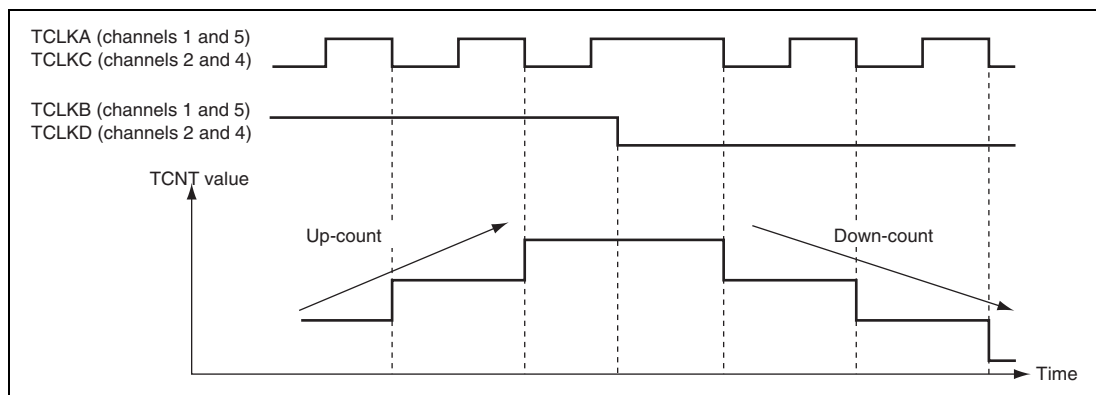 TCLKA (channels 1 and 5)
TCLKC (channels 2 and 4)
TCLKB (channels 1 and 5)
TCLKD (channels 2 and 4)
TCNT value
Up-count
Down-count
Time